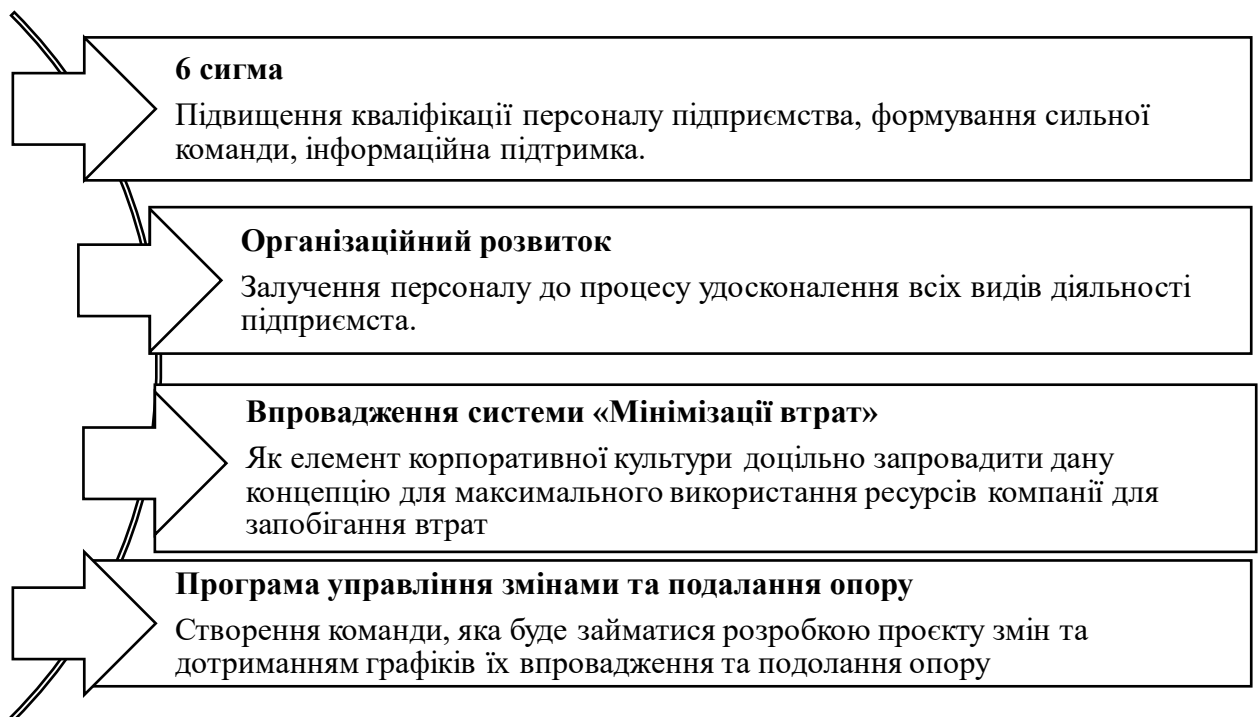 6 сигма
Підвищення кваліфікації персоналу підприємства, формування сильної
команди, інформаційна підтримка.
Організаційний розвиток
Залучення персоналу до процесу удосконалення всіх видів діяльності
підприємста.
Впровадження системи «Мінімізації втрат»
Як елемент корпоративної культури доцільно запровадити дану
концепцію для максимального використання ресурсів компанії для
запобігання втрат
Програма управління змінами та подалання опору
Створення команди, яка буде займатися розробкою проєкту змін та
дотриманням графіків їх впровадження та подолання опору